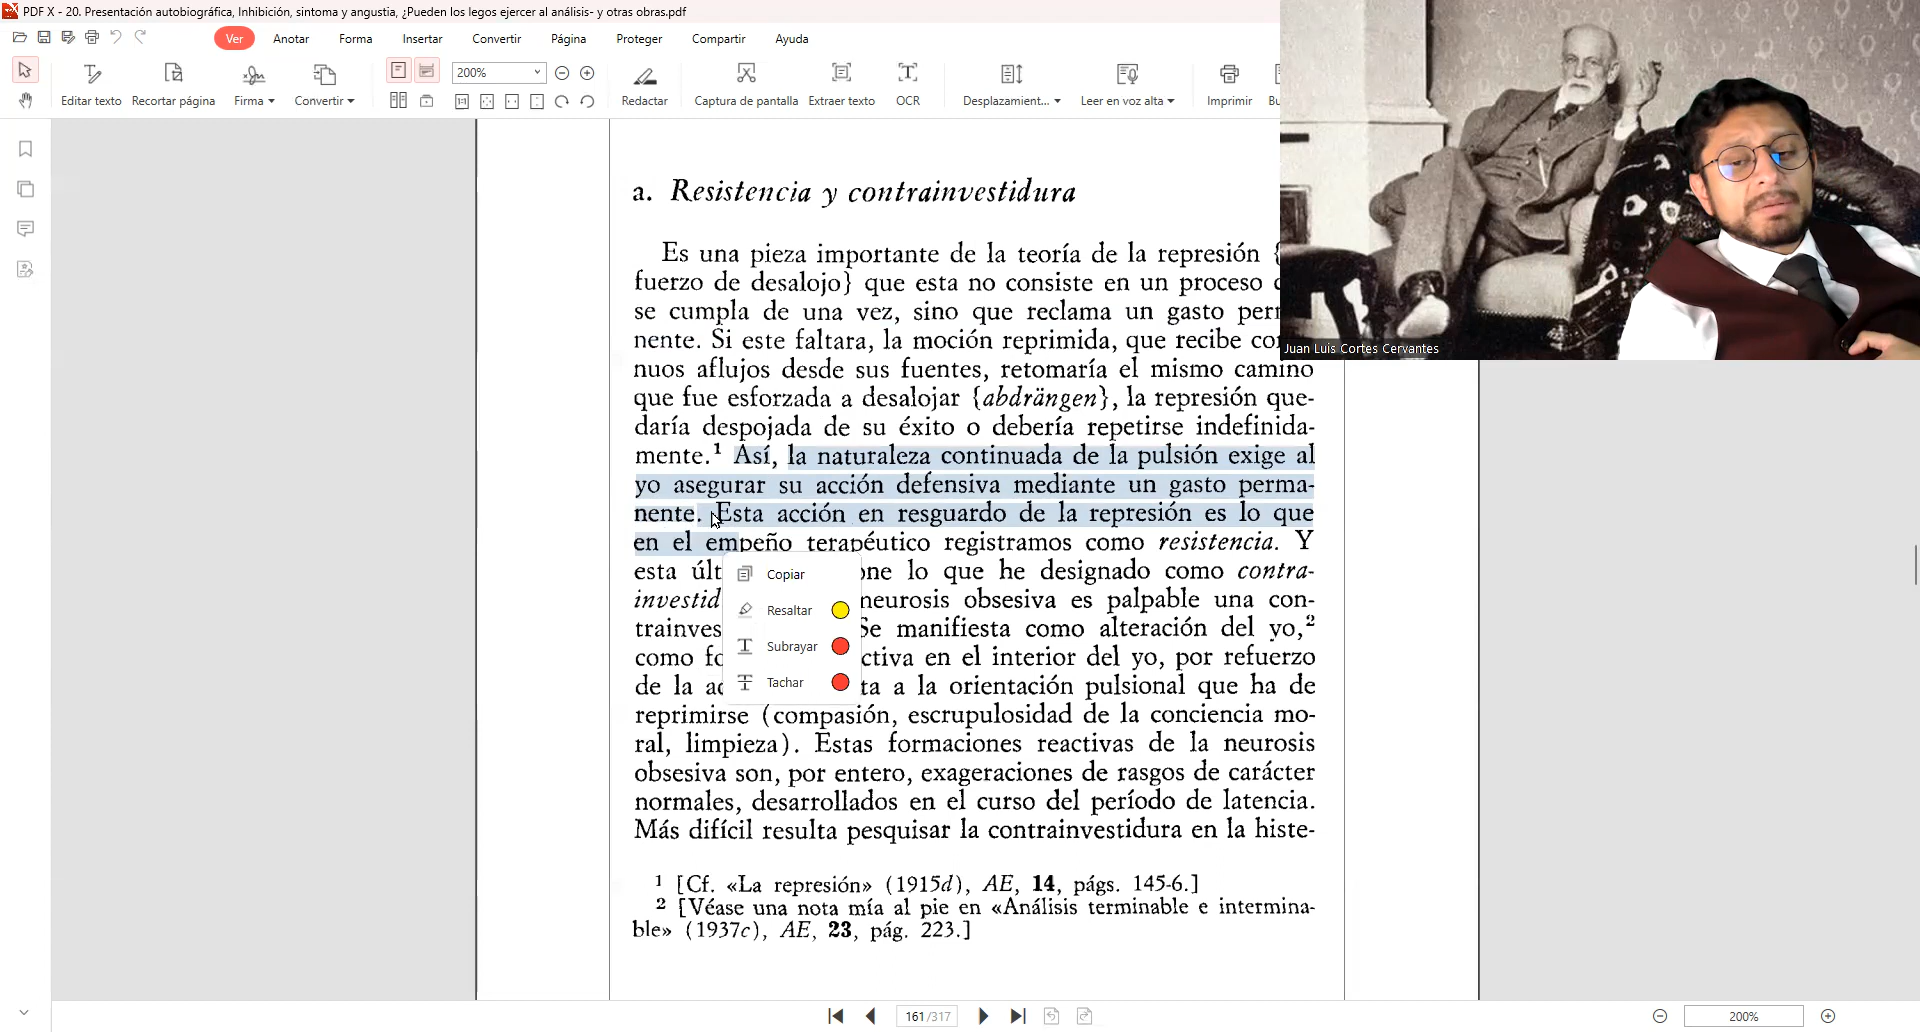 PDF X - 20. Presentación autobiográfica, Inhibición, sintoma y angustia, ¿Pueden los legos ejercer al análisis- y otras obras.pdf
Ver Anotar Forma Insertar Convertir Página Proteger Compartir Ayuda
200%
Editar texto Recortar página Firma Convertir Redactar Captura de pantalla Extraer texto OCR Desplazamient... Leer en voz alta Imprimir
Juan Luis Cortes Cervantes
a. Resistencia y contrainvestidura
Es una pieza importante de la teoría de la represión {
fuerzo de desalojo} que esta no consiste en un proceso
se cumpla de una vez, sino que reclama un gasto per
nente. Si este faltara, la moción reprimida, que recibe co
nuos aflujos desde sus fuentes, retomaría el mismo camino
que fue esforzada a desalojar {abdrängen}, la represión que-
daría despojada de su éxito o debería repetirse indefinida-
mente.¹ Así, la naturaleza continuada de la pulsión exige al
yo asegurar su acción defensiva mediante un gasto perma-
nente. Esta acción en resguardo de la represión es lo que
en el empeño terapéutico registramos como resistencia. Y
esta últ one lo que he designado como contra-
investid neurosis obsesiva es palpable una con-
trainves Se manifiesta como alteración del yo,²
como fo ctiva en el interior del yo, por refuerzo
de la ac ta a la orientación pulsional que ha de
reprimirse (compasión, escrupulosidad de la conciencia mo-
ral, limpieza). Estas formaciones reactivas de la neurosis
obsesiva son, por entero, exageraciones de rasgos de carácter
normales, desarrollados en el curso del período de latencia.
Más difícil resulta pesquisar la contrainvestidura en la histe-
Copiar
Resaltar
Subrayar
Tachar
¹ [Cf. «La represión» (1915d), AE, 14, págs. 145-6.]
² [Véase una nota mía al pie en «Análisis terminable e intermina-
ble» (1937c), AE, 23, pág. 223.]
161/317
200%